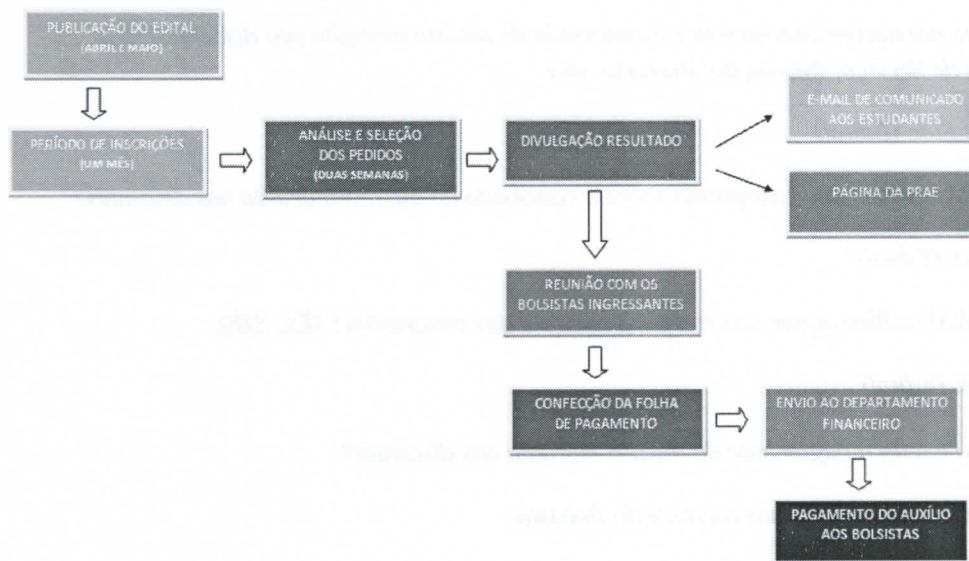 PUBLICAÇÃO DO EDITAL
(ABRIL E MAIO)
PERÍODO DE INSCRIÇÕES
(UM MÊS)
ANÁLISE E SELEÇÃO
DOS PEDIDOS
(DUAS SEMANAS)
DIVULGAÇÃO RESULTADO
E-MAIL DE COMUNICADO
AOS ESTUDANTES
PÁGINA DA PRAE
REUNIÃO COM OS
BOLSISTAS INGRESSANTES
CONFECÇÃO DA FOLHA
DE PAGAMENTO
ENVIO AO DEPARTAMENTO
FINANCEIRO
PAGAMENTO DO AUXÍLIO
AOS BOLSISTAS